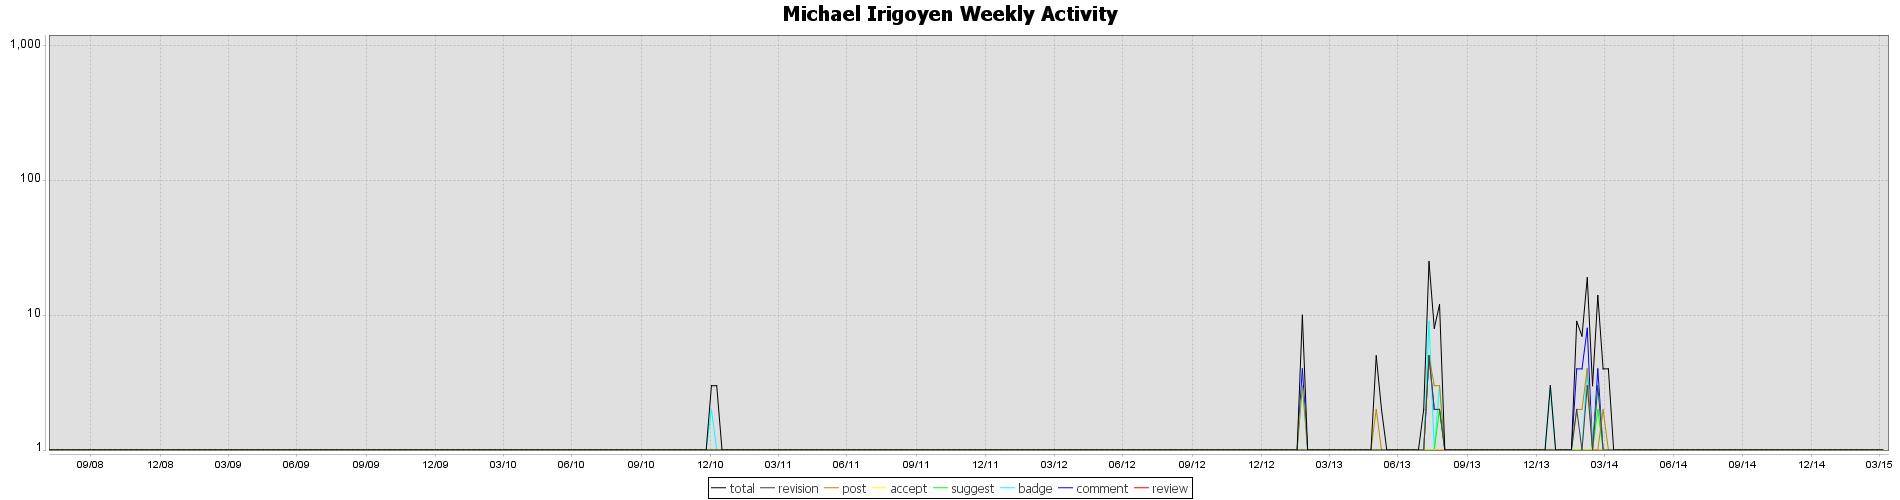 Michael Irigoyen Weekly Activity
1,000
100
10
1
09/08 12/08 03/09 06/09 09/09 12/09 03/10 06/10 09/10 12/10 03/11 06/11 09/11 12/11 03/12 06/12 09/12 12/12 03/13 06/13 09/13 12/13 03/14 06/14 09/14 12/14 03/15
total revision post accept suggest badge comment review